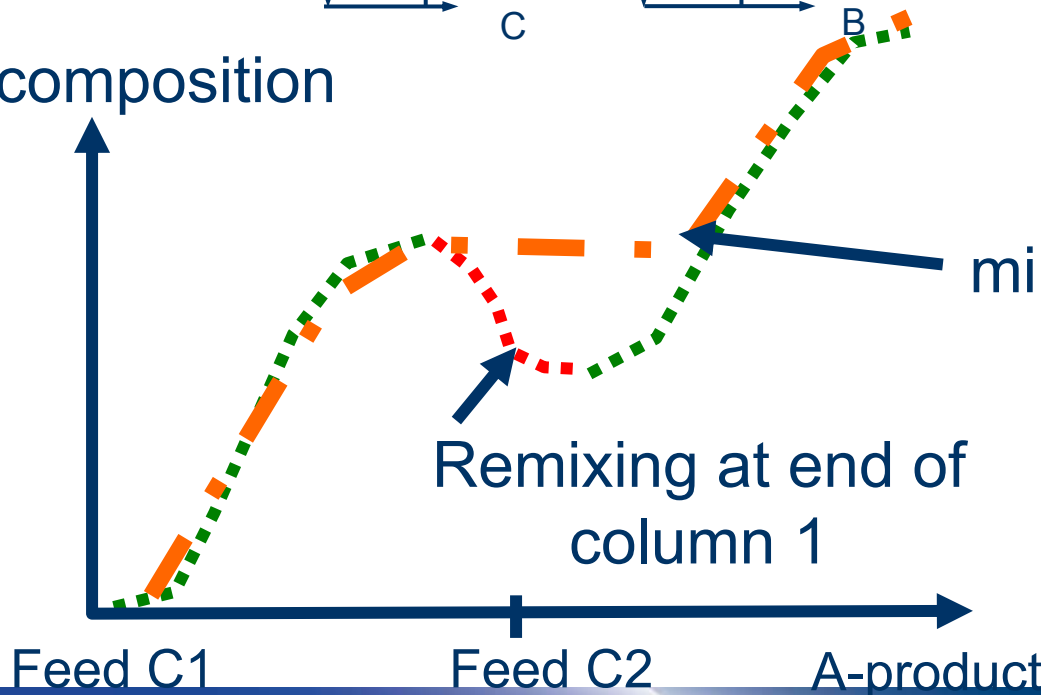 C
B
composition
mi
Remixing at end of
column 1
Feed C1
Feed C2
A-product